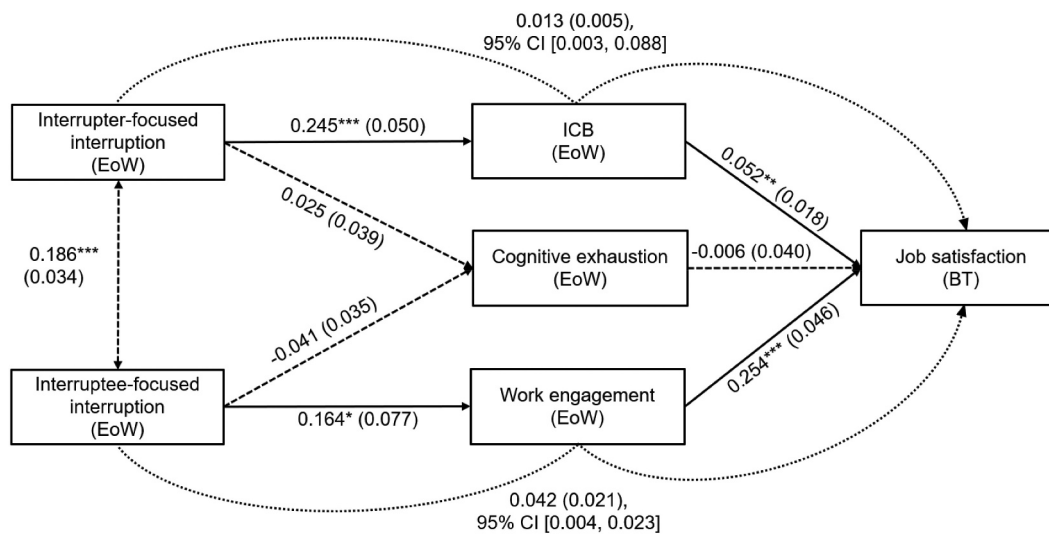 0.013 (0.005),
95% CI [0.003, 0.088]
Interrupter-focused
interruption
(EoW)
0.245*** (0.050)
ICB
(EoW)
0.052** (0.018)
0.025 (0.039)
0.186***
(0.034)
Cognitive exhaustion
(EoW)
-0.006 (0.040)
Job satisfaction
(BT)
-0.041 (0.035)
0.254*** (0.046)
Interruptee-focused
interruption
(EoW)
0.164* (0.077)
Work engagement
(EoW)
0.042 (0.021),
95% CI [0.004, 0.023]